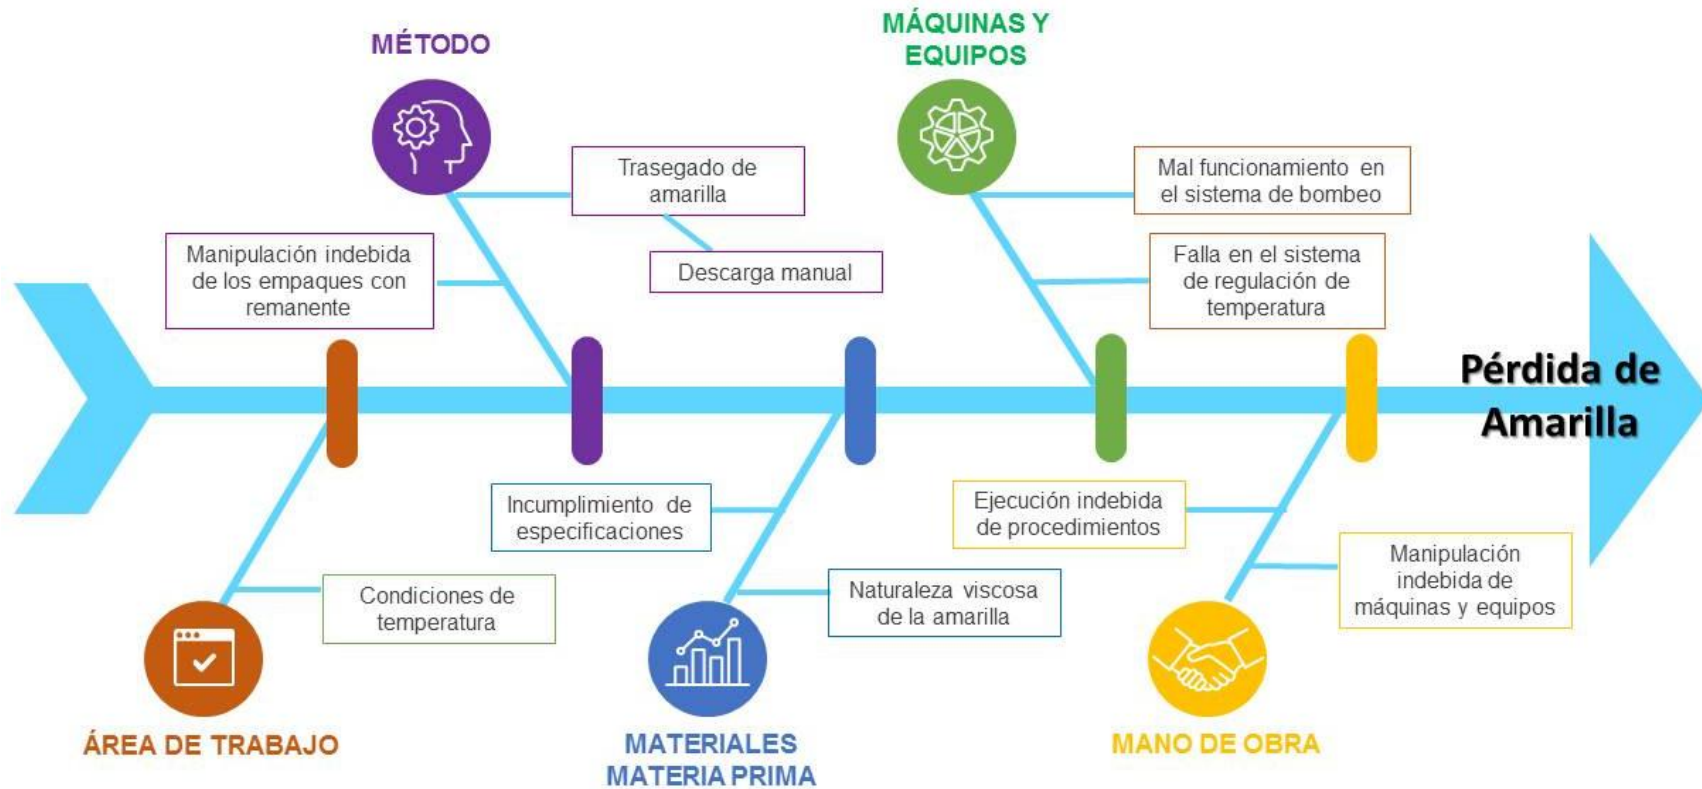 MÉTODO
MÁQUINAS Y
EQUIPOS
Trasegado de
amarilla
Mal funcionamiento en
el sistema de bombeo
Manipulación indebida
de los empaques con
remanente
Descarga manual
Falla en el sistema
de regulación de
temperatura
Pérdida de
Amarilla
Incumplimiento de
especificaciones
Ejecución indebida
de procedimientos
Condiciones de
temperatura
Naturaleza viscosa
de la amarilla
Manipulación
indebida de
máquinas y equipos
ÁREA DE TRABAJO
MATERIALES
MATERIA PRIMA
MANO DE OBRA